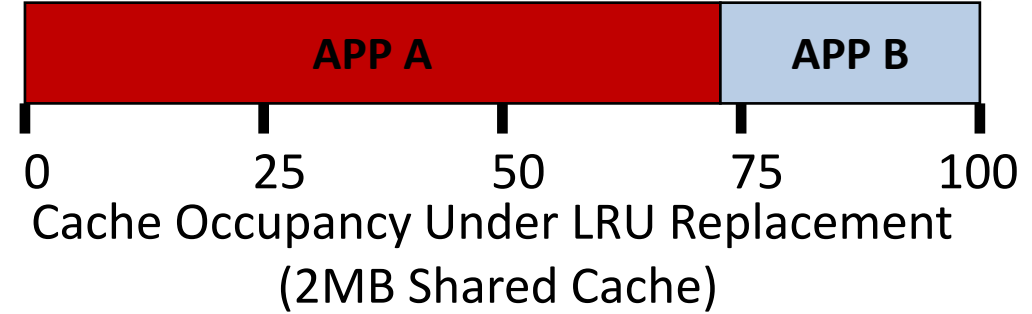 APP A APP B
0 25 50 75 100
Cache Occupancy Under LRU Replacement
(2MB Shared Cache)